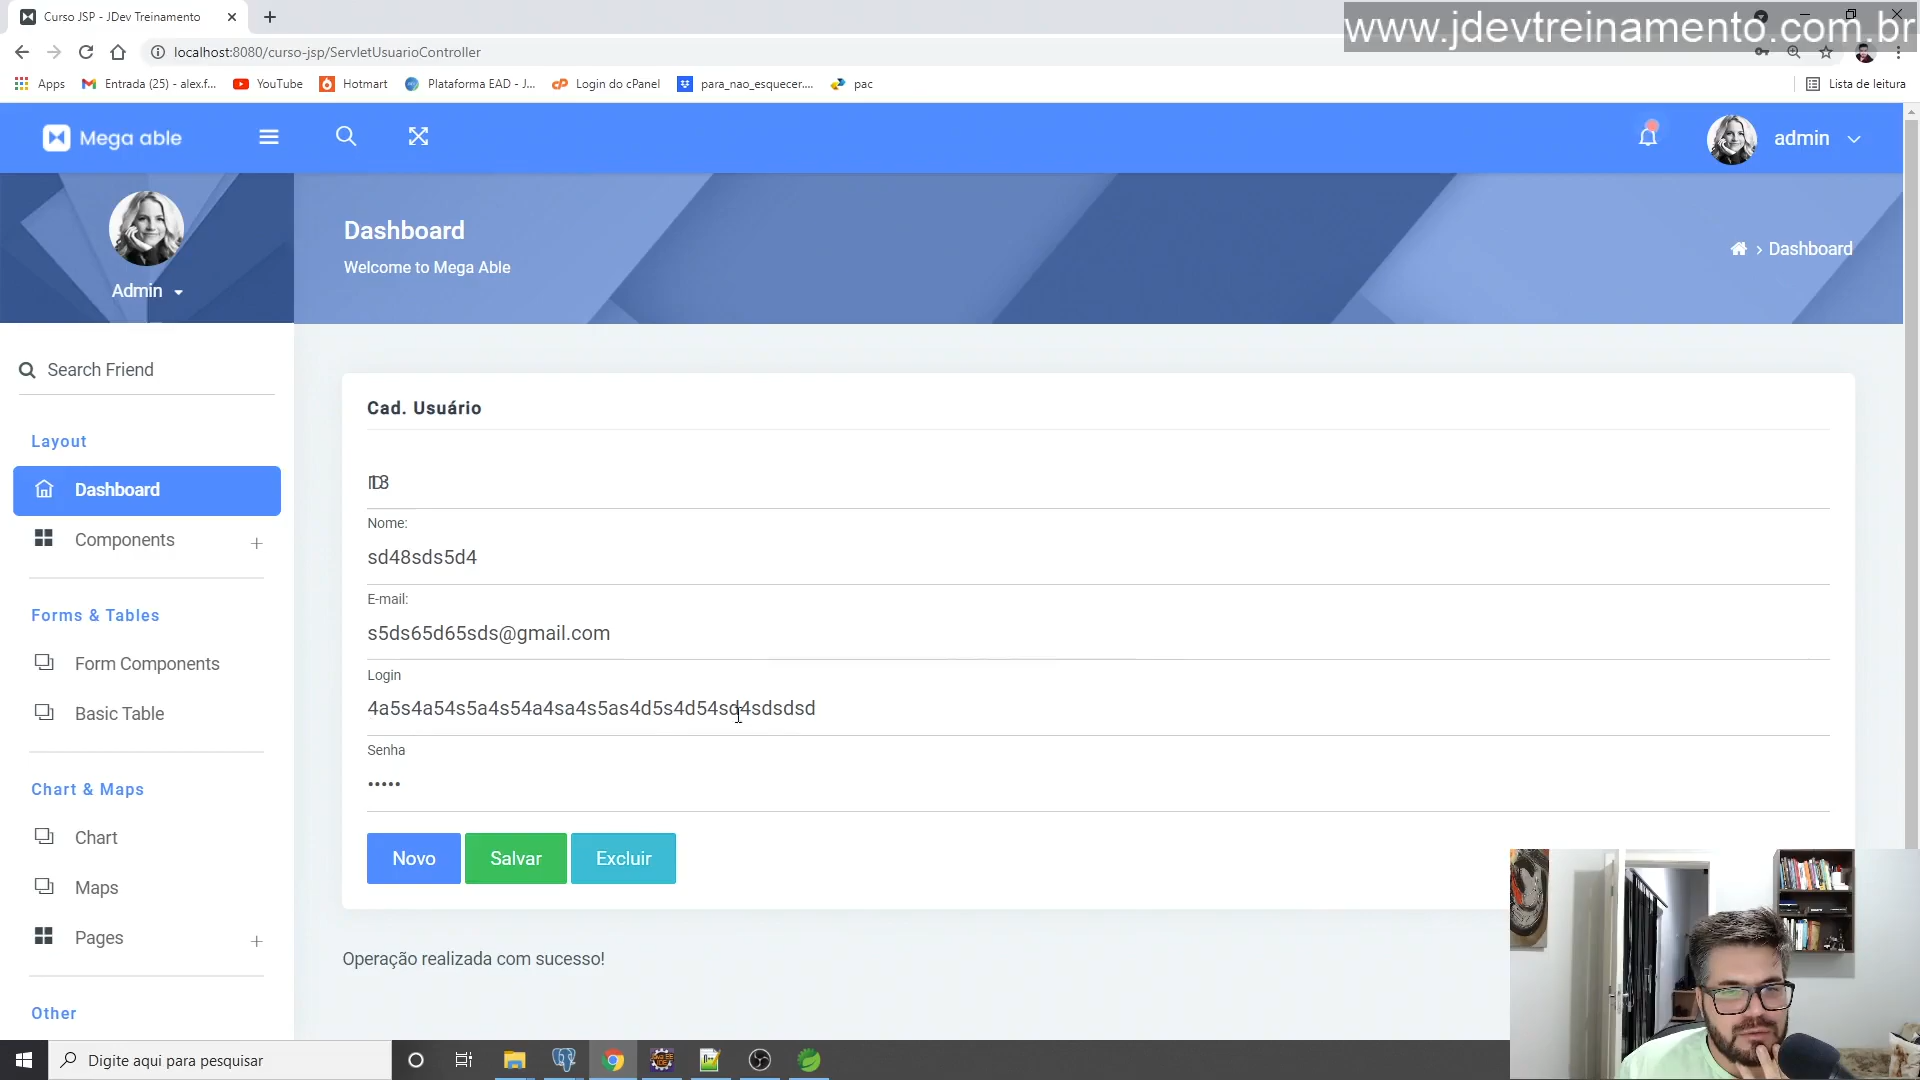 Curso JSP - JDev Treinamento
www.jdevtreinamento.com.br
localhost:8080/curso-jsp/ServletUsuarioController
Apps
Entrada (25) - alex.f...
YouTube
Hotmart
Plataforma EAD - J...
Login do cPanel
para_nao_esquecer....
pac
Lista de leitura
Mega able
admin
Dashboard
Welcome to Mega Able
Dashboard
Admin
Search Friend
Layout
Dashboard
Components
Forms & Tables
Form Components
Basic Table
Chart & Maps
Chart
Maps
Pages
Other
Cad. Usuário
13
Nome:
sd48sds5d4
E-mail:
s5ds65d65sds@gmail.com
Login
4a5s4a54s5a4s54a4sa4s5as4d5s4d54sd4sdsdsd
Senha
•••••
Novo
Salvar
Excluir
Operação realizada com sucesso!
Digite aqui para pesquisar